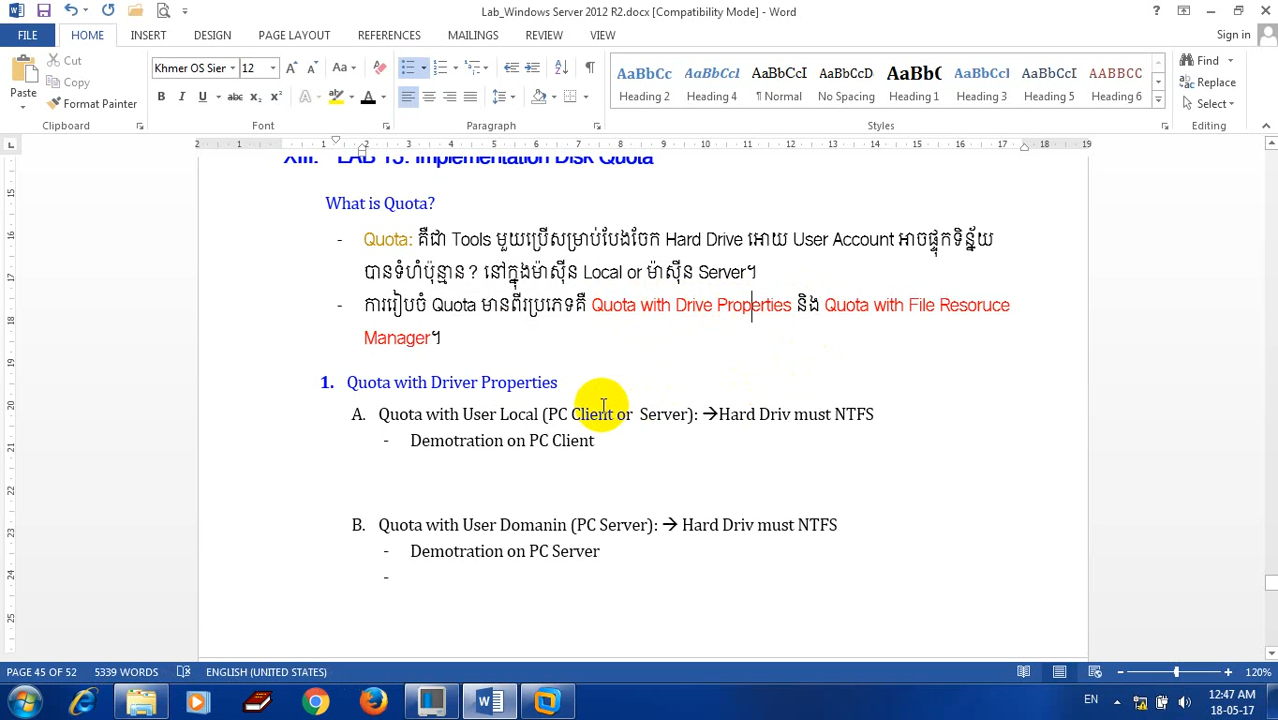 Lab_Windows Server 2012 R2.docx [Compatibility Mode] - Word
FILE HOME INSERT DESIGN PAGE LAYOUT REFERENCES MAILINGS REVIEW VIEW Sign in
Paste Cut Copy Format Painter
Khmer OS Sier 12
AaBbCc AaBbCcI AaBbCcI AaBbCcD AaBb( AaBbCcI AaBbCcD AABBCC
Heading 2 Heading 4 ¶ Normal No Spacing Heading 1 Heading 3 Heading 5 Heading 6
Find Replace Select
Clipboard Font Paragraph Styles Editing
XIII. LAB 13: Implementation Disk Quota
What is Quota?
- Quota: គឺជា Tools មួយប្រើសម្រាប់បែងចែក Hard Drive អោយ User Account អាចផ្ទុកទិន្ន័យ
បានទំហំប៉ុន្មាន? នៅក្នុងម៉ាស៊ីន Local or ម៉ាស៊ីន Server។
- ការរៀបចំ Quota មានពីរប្រភេទគឺ Quota with Drive Properties និង Quota with File Resoruce
Manager។
1. Quota with Driver Properties
A. Quota with User Local (PC Client or Server): →Hard Driv must NTFS
- Demotration on PC Client
B. Quota with User Domanin (PC Server): → Hard Driv must NTFS
- Demotration on PC Server
-
PAGE 45 OF 52 5339 WORDS ENGLISH (UNITED STATES) 120%
EN 12:47 AM
18-05-17